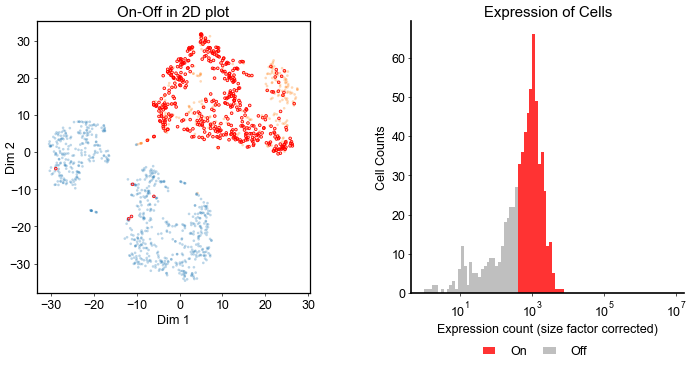 On-Off in 2D plot
30
20
10
0
−10
−20
−30
Dim 2
−30 −20 −10 0 10 20 30
Dim 1
Expression of Cells
60
50
40
30
20
10
0
Cell Counts
10^1 10^3 10^5 10^7
Expression count (size factor corrected)
On Off